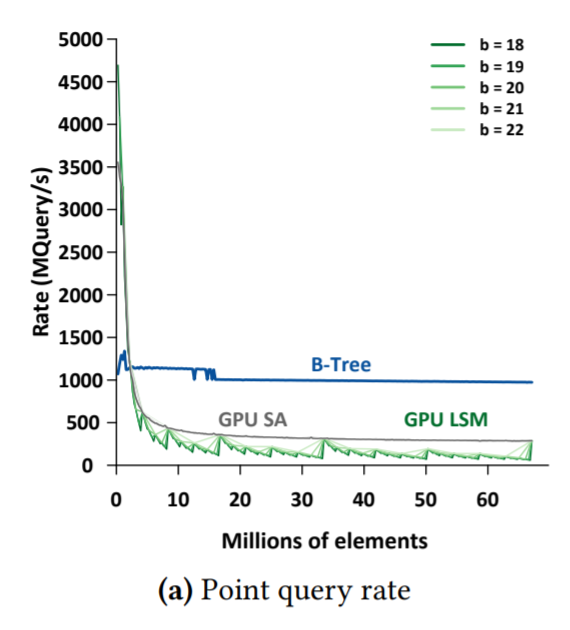 5000
4500
4000
3500
3000
2500
2000
1500
1000
500
0
Rate (MQuery/s)
b = 18
b = 19
b = 20
b = 21
b = 22
B-Tree
GPU SA
GPU LSM
0 10 20 30 40 50 60
Millions of elements
(a) Point query rate